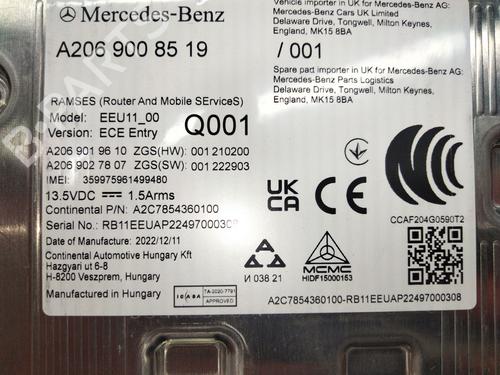 Mercedes-Benz
Vehicle importer in UK for Mercedes-Benz AG:
Mercedes-Benz Cars UK Limited
Delaware Drive, Tongwell, Milton Keynes,
England, MK15 8BA
A206 900 85 19
/ 001
Spare part importer in UK for Mercedes-Benz AG:
Mercedes-Benz Parts Logistics
Delaware Drive, Tongwell, Milton Keynes,
England, MK15 8BA
RAMSES (Router And Mobile SErviceS)
Model: EEU11_00
Version: ECE Entry
Q001
A206 901 96 10 ZGS(HW): 001 210200
A206 902 78 07 ZGS(SW): 001 222903
IMEI: 359975961499480
13.5VDC 1.5Arms
Continental P/N: A2C7854360100
Serial No.: RB11EEUAP22497000308
Date of Manufacture: 2022/12/11
Continental Automotive Hungary Kft
Hazgyari ut 6-8
H-8200 Veszprem, Hungary
Manufactured in Hungary
ICASA
TA-2020-7791
APPROVED
UK
CA
CE
И 038 21
MCMC
HIDF15000153
CCAF204G0590T2
A2C7854360100-RB11EEUAP22497000308